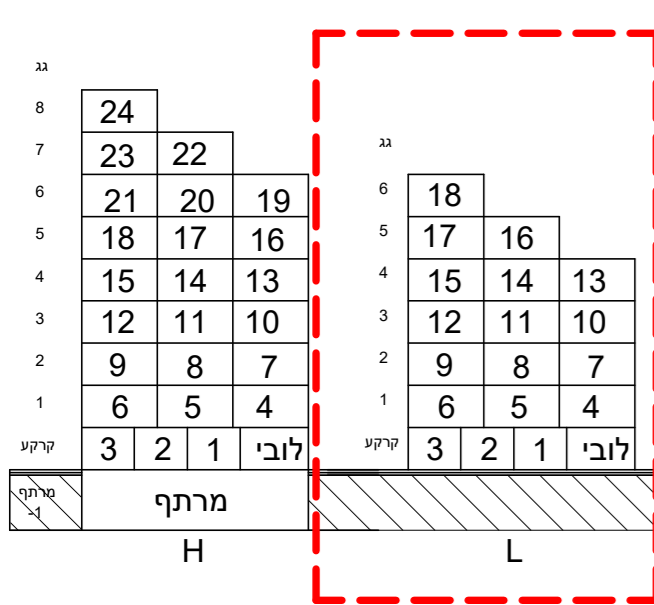 גג
8 24
7 23 22 גג
6 21 20 19 6 18
5 18 17 16 5 17 16
4 15 14 13 4 15 14 13
3 12 11 10 3 12 11 10
2 9 8 7 2 9 8 7
1 6 5 4 1 6 5 4
קרקע 3 2 1 לובי קרקע 3 2 1 לובי
מרתף
-1
מרתף
H L